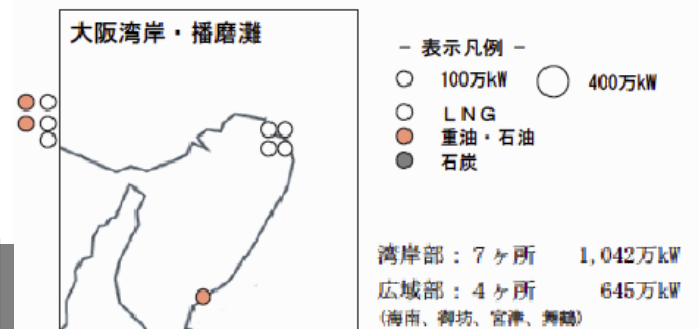 大阪湾岸・播磨灘
－ 表示凡例 －
100万kW 400万kW
LNG
重油・石油
石炭
湾岸部：7ヶ所 1,042万kW
広域部：4ヶ所 645万kW
(海南、御坊、宮津、舞鶴)